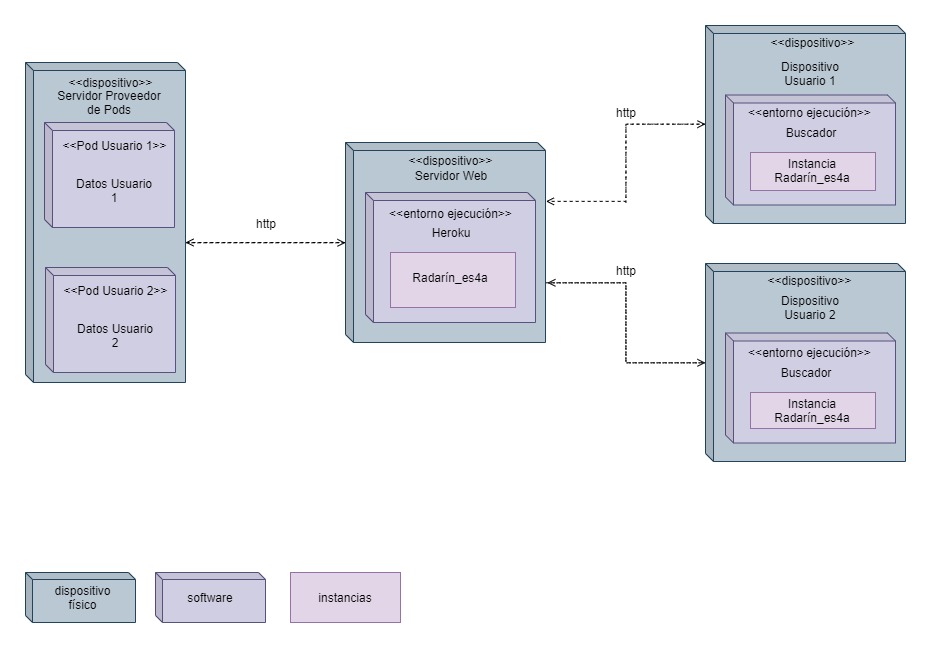 <<dispositivo>>
Servidor Proveedor
de Pods
<<Pod Usuario 1>>
Datos Usuario
1
<<Pod Usuario 2>>
Datos Usuario
2
http
<<dispositivo>>
Servidor Web
<<entorno ejecución>>
Heroku
Radarín_es4a
http
http
<<dispositivo>>
Dispositivo
Usuario 1
<<entorno ejecución>>
Buscador
Instancia
Radarín_es4a
<<dispositivo>>
Dispositivo
Usuario 2
<<entorno ejecución>>
Buscador
Instancia
Radarín_es4a
dispositivo
físico
software
instancias